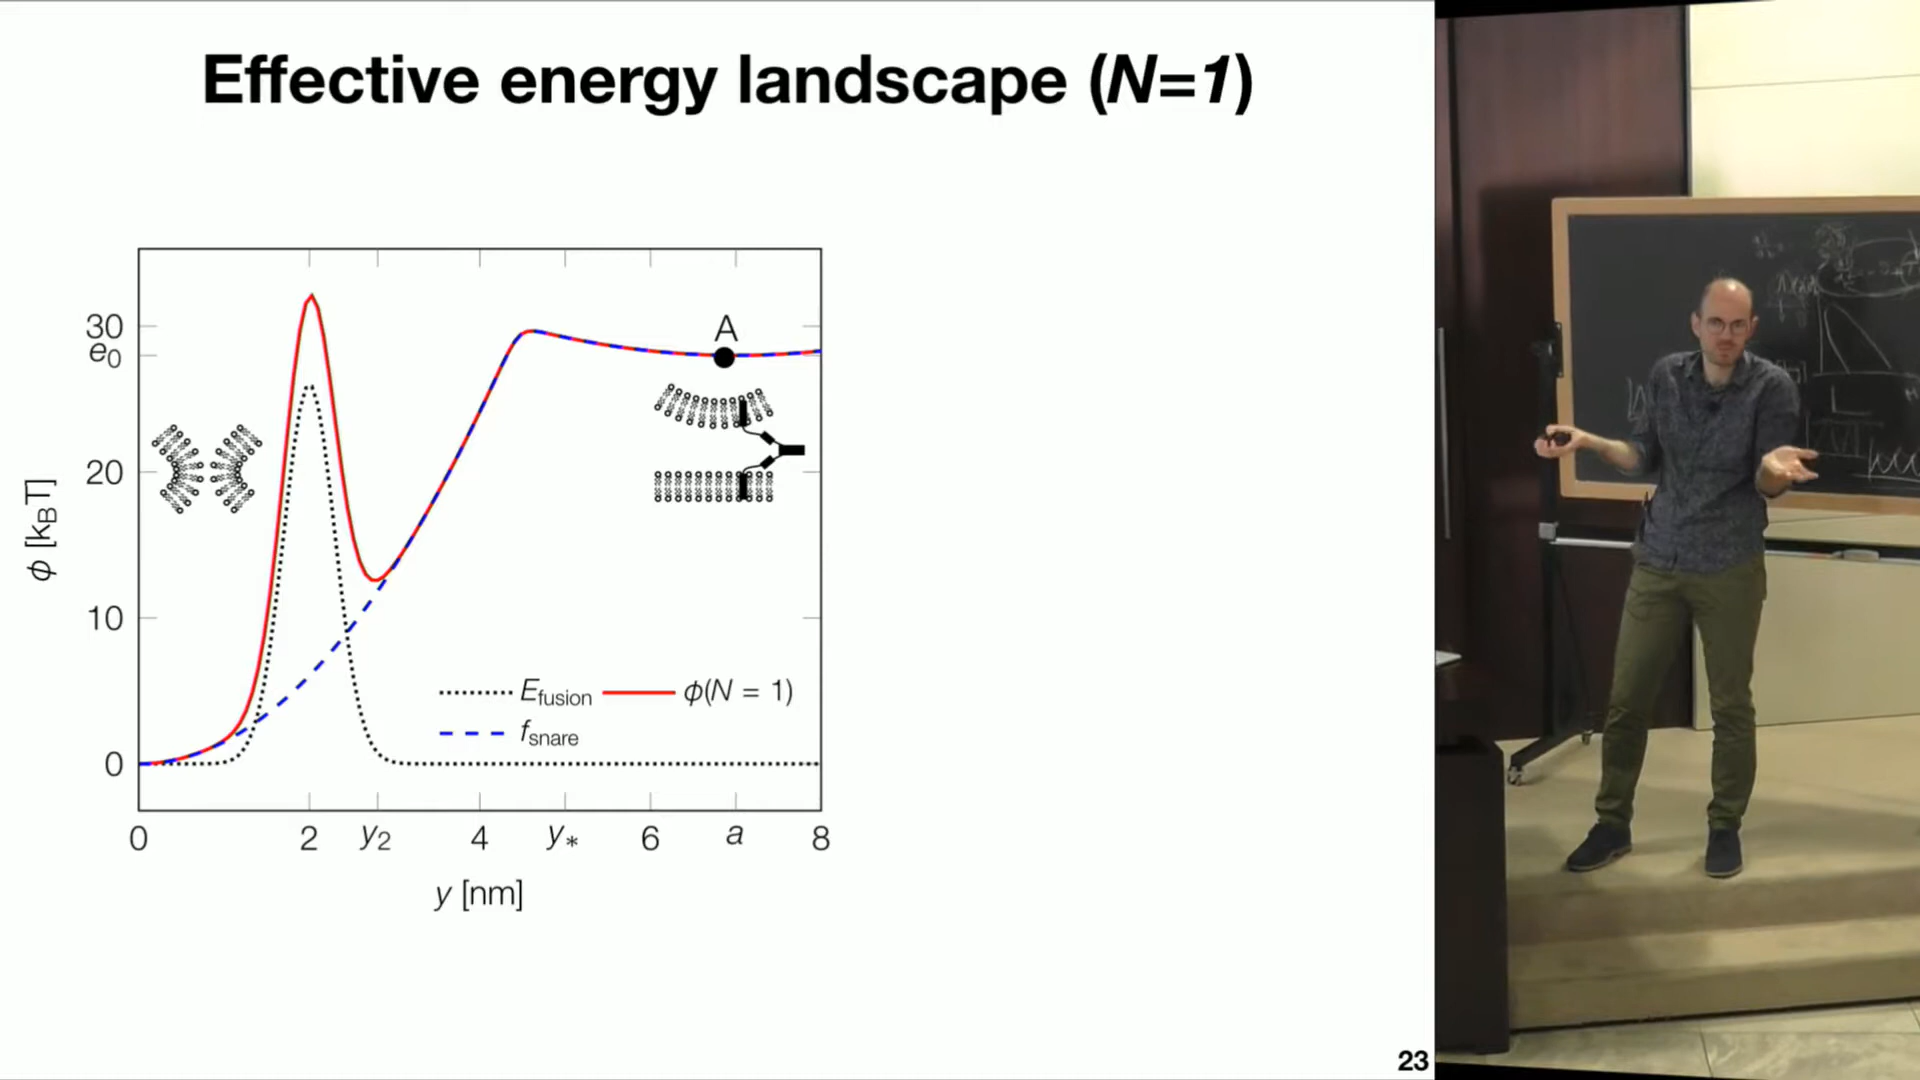 Effective energy landscape (N=1)
A
30
e₀
20
10
0
ϕ [k_BT]
E_fusion
ϕ(N = 1)
f_snare
0 2 y₂ 4 y* 6 a 8
y [nm]
23